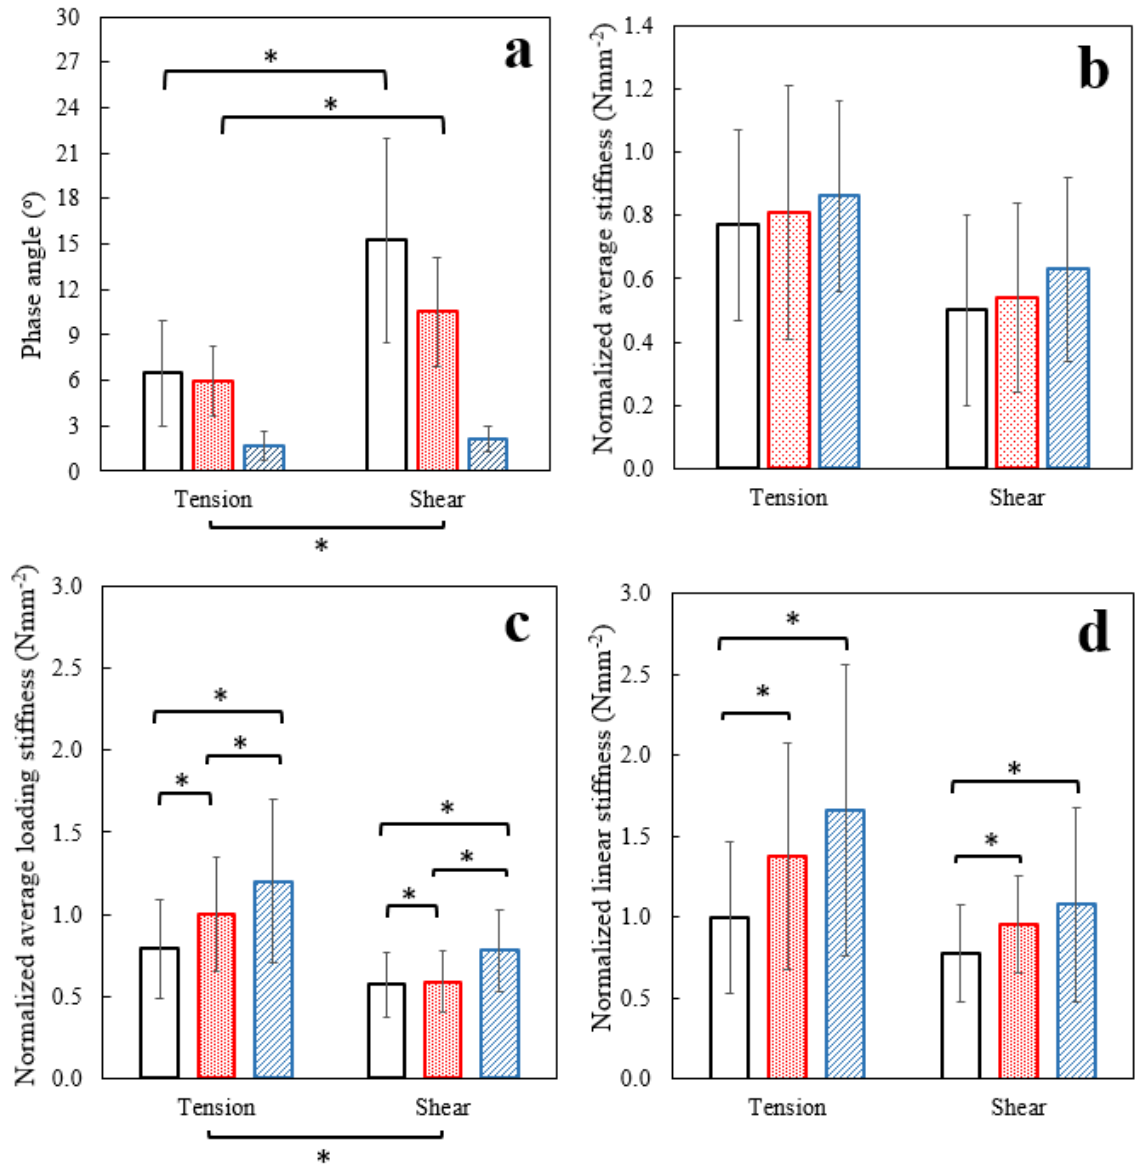 a
Phase angle (°)
30
27
24
21
18
15
12
9
6
3
0
*
*
Tension
Shear
*
b
Normalized average stiffness (Nmm⁻²)
1.4
1.2
1.0
0.8
0.6
0.4
0.2
0.0
Tension
Shear
c
Normalized average loading stiffness (Nmm⁻²)
3.0
2.5
2.0
1.5
1.0
0.5
0.0
*
*
*
*
*
*
Tension
Shear
*
d
Normalized linear stiffness (Nmm⁻²)
3.0
2.5
2.0
1.5
1.0
0.5
0.0
*
*
*
*
Tension
Shear